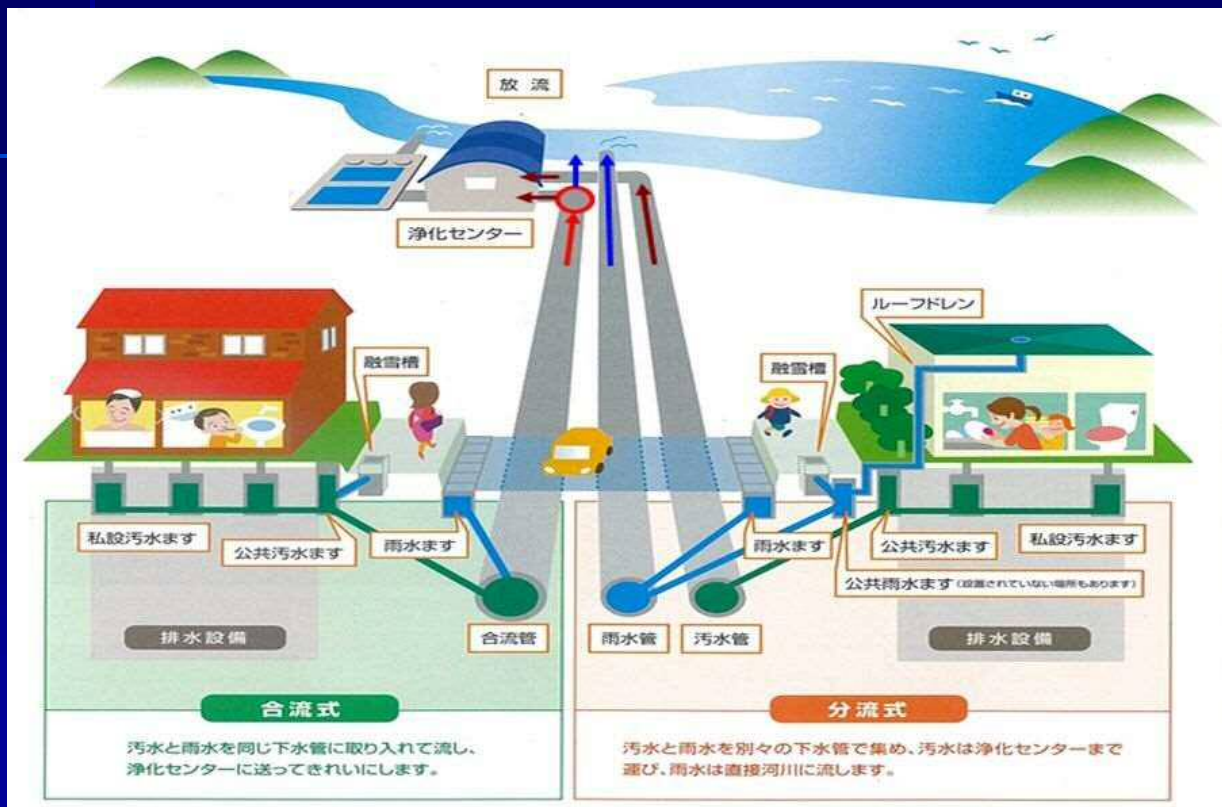 放流
浄化センター
ルーフドレン
融雪槽
融雪槽
私設汚水ます
公共汚水ます
雨水ます
雨水ます
公共汚水ます
私設汚水ます
公共雨水ます(設置されていない場所もあります)
排水設備
合流管
雨水管
汚水管
排水設備
合流式
汚水と雨水を同じ下水管に取り入れて流し、
浄化センターに送ってきれいにします。
分流式
汚水と雨水を別々の下水管で集め、汚水は浄化センターまで
運び、雨水は直接河川に流します。